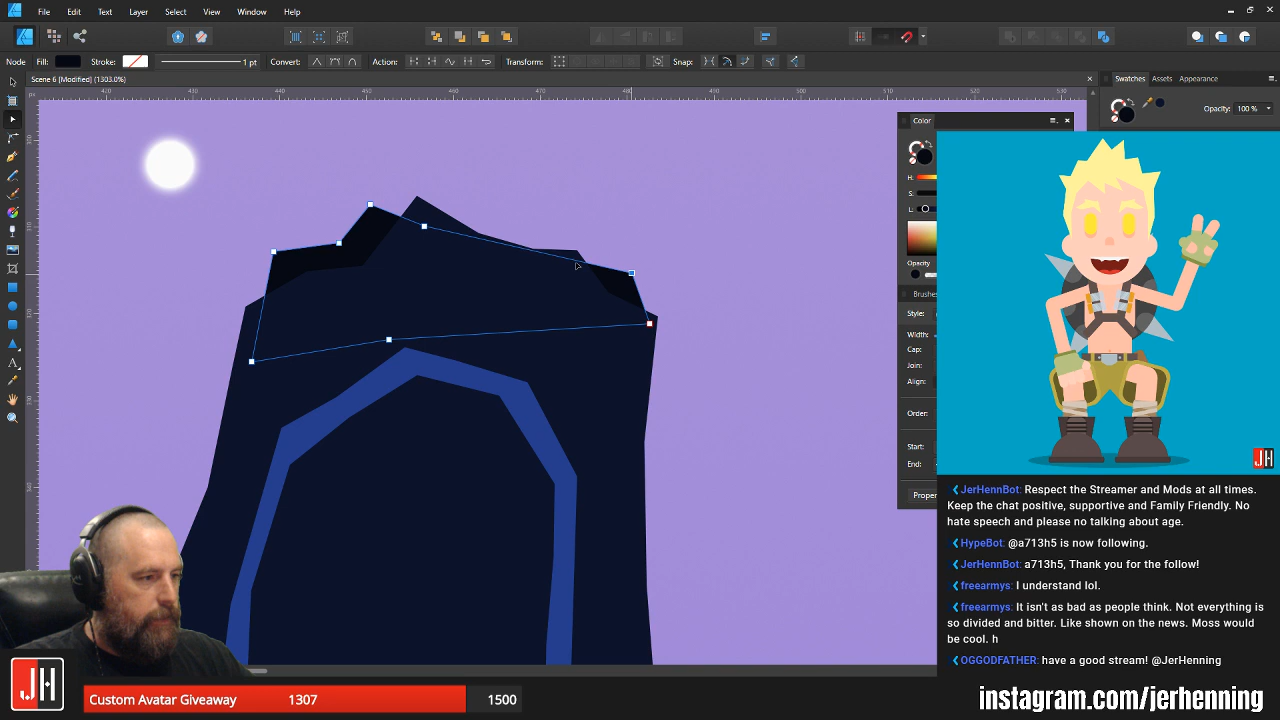 File Edit Text Layer Select View Window Help
Node Fill: Stroke: 1 pt Convert: Action: Transform: Snap:
Scene 6 [Modified] (1303.0%)
Swatches Assets Appearance
Opacity: 100 %
Color
H:
S:
L:
Opacity
Brushes
Style:
Width:
Cap:
Join:
Align:
Order:
Start:
End:
Proper
JH
JerHennBot: Respect the Streamer and Mods at all times.
Keep the chat positive, supportive and Family Friendly. No
hate speech and please no talking about age.
HypeBot: @a713h5 is now following.
JerHennBot: a713h5, Thank you for the follow!
freearmys: I understand lol.
freearmys: It isn't as bad as people think. Not everything is
so divided and bitter. Like shown on the news. Moss would
be cool. h
OGGODFATHER: have a good stream! @JerHenning
JH
Custom Avatar Giveaway 1307 1500
instagram.com/jerhenning